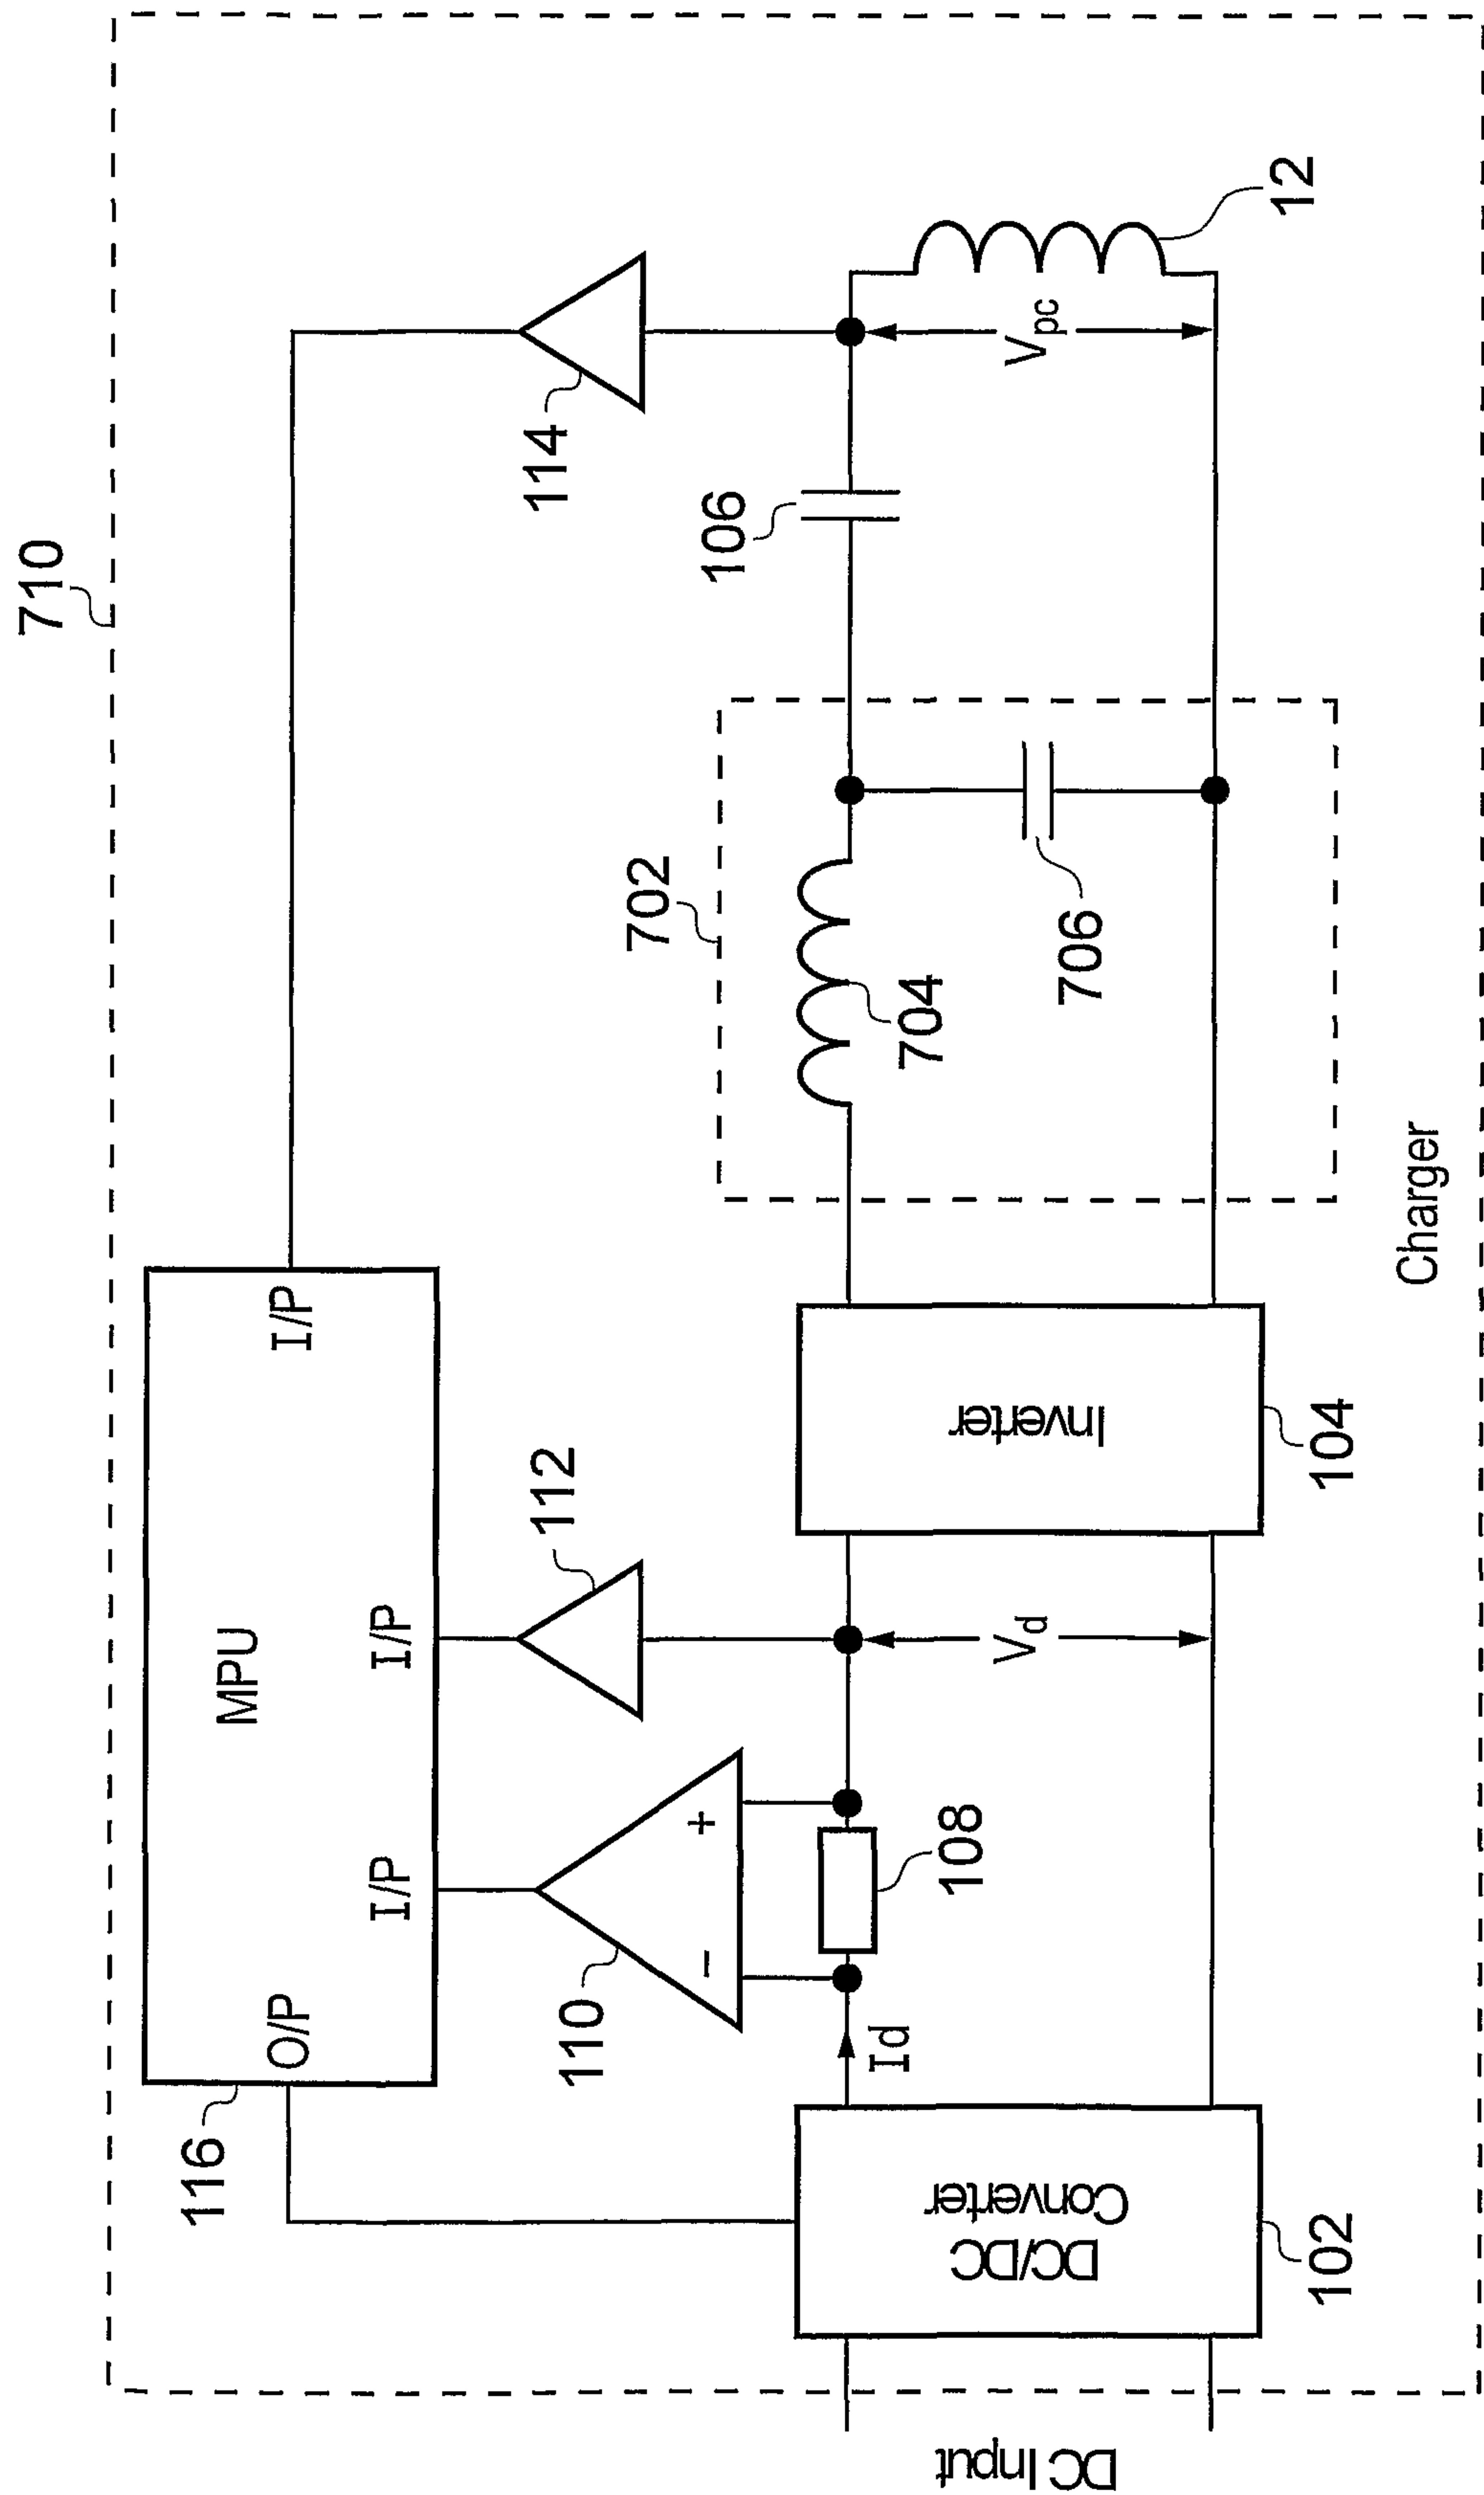 710
MPU
116
O/P
I/P
I/P
I/P
110
112
114
-
+
702
106
704
706
12
108
Id
Vd
Vpc
DC Input
DC/DC
Converter
102
Inverter
104
Charger